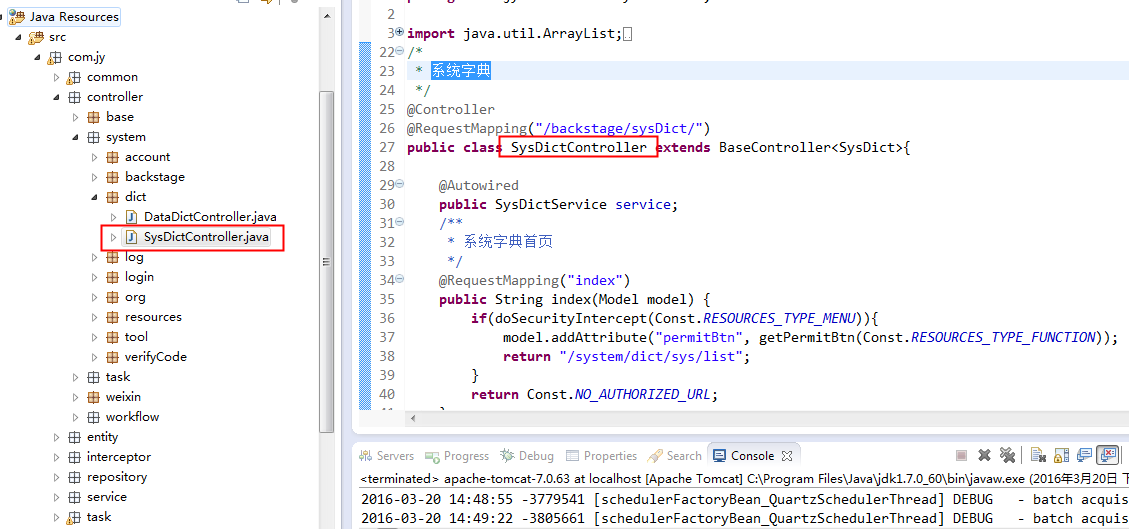 Java Resources
src
com.jy
common
controller
base
system
account
backstage
dict
DataDictController.java
SysDictController.java
log
login
org
resources
tool
verifyCode
task
weixin
workflow
entity
interceptor
repository
service
task
2
3 import java.util.ArrayList;
22 /*
23 * 系统字典
24 */
25 @Controller
26 @RequestMapping("/backstage/sysDict/")
27 public class SysDictController extends BaseController<SysDict>{
28
29 @Autowired
30 public SysDictService service;
31 /**
32 * 系统字典首页
33 */
34 @RequestMapping("index")
35 public String index(Model model) {
36 if(doSecurityIntercept(Const.RESOURCES_TYPE_MENU)){
37 model.addAttribute("permitBtn", getPermitBtn(Const.RESOURCES_TYPE_FUNCTION));
38 return "/system/dict/sys/list";
39 }
40 return Const.NO_AUTHORIZED_URL;
Servers Progress Debug Properties Search Console
<terminated> apache-tomcat-7.0.63 at localhost [Apache Tomcat] C:\Program Files\Java\jdk1.7.0_60\bin\javaw.exe (2016年3月20日 下
2016-03-20 14:48:55 -3779541 [schedulerFactoryBean_QuartzSchedulerThread] DEBUG - batch acquis
2016-03-20 14:49:22 -3805661 [schedulerFactoryBean_QuartzSchedulerThread] DEBUG - batch acquis